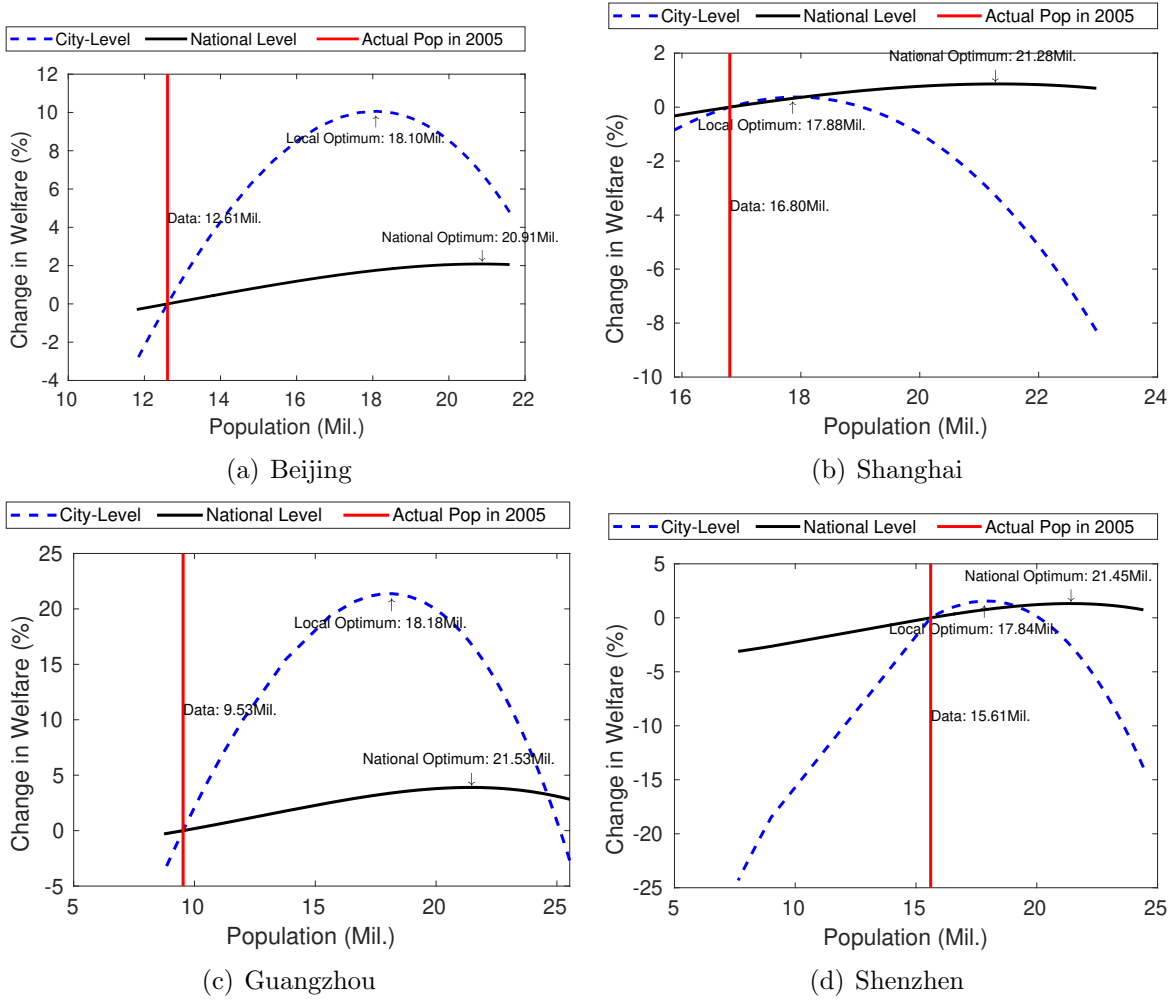 City-Level National Level Actual Pop in 2005
12
10
8
6
4
2
0
-2
-4
Change in Welfare (%)
Local Optimum: 18.10Mil.
Data: 12.61Mil.
National Optimum: 20.91Mil.
10 12 14 16 18 20 22
Population (Mil.)
(a) Beijing
City-Level National Level Actual Pop in 2005
2
0
-2
-4
-6
-8
-10
Change in Welfare (%)
National Optimum: 21.28Mil.
Local Optimum: 17.88Mil.
Data: 16.80Mil.
16 18 20 22 24
Population (Mil.)
(b) Shanghai
City-Level National Level Actual Pop in 2005
25
20
15
10
5
0
-5
Change in Welfare (%)
Local Optimum: 18.18Mil.
Data: 9.53Mil.
National Optimum: 21.53Mil.
5 10 15 20 25
Population (Mil.)
(c) Guangzhou
City-Level National Level Actual Pop in 2005
5
0
-5
-10
-15
-20
-25
Change in Welfare (%)
National Optimum: 21.45Mil.
Local Optimum: 17.84Mil.
Data: 15.61Mil.
5 10 15 20 25
Population (Mil.)
(d) Shenzhen